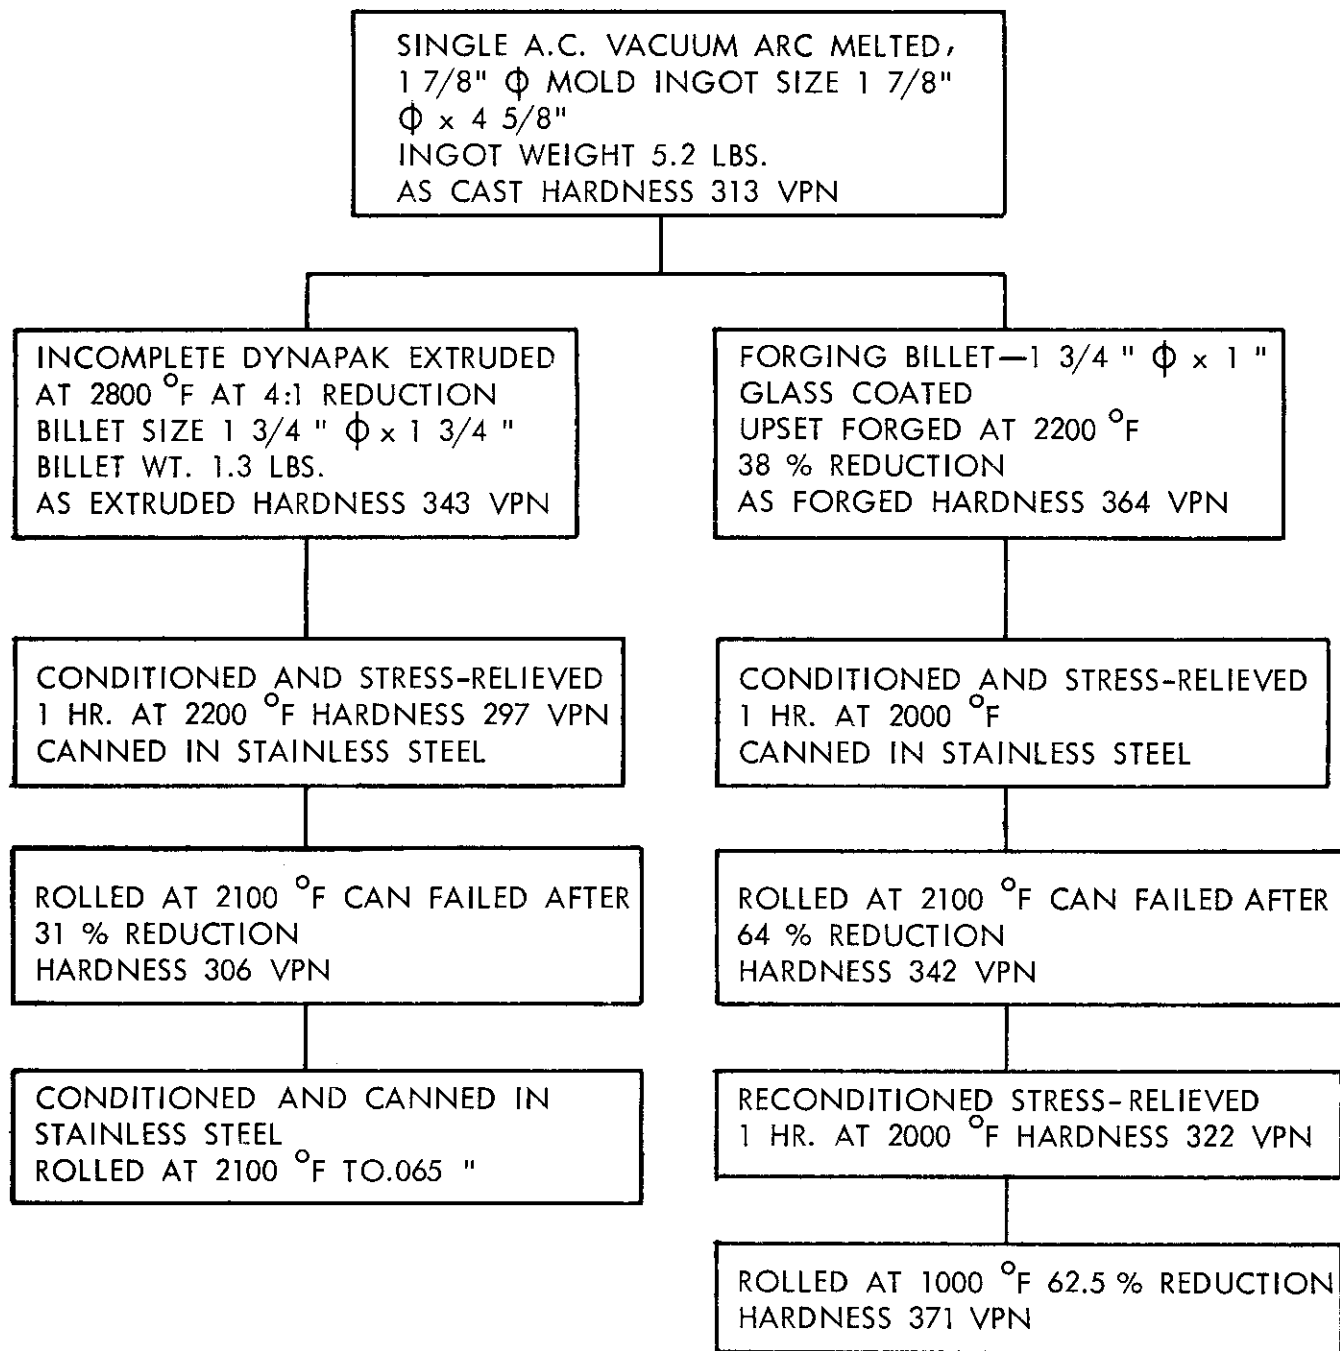 SINGLE A.C. VACUUM ARC MELTED,
1 7/8" ϕ MOLD INGOT SIZE 1 7/8"
ϕ x 4 5/8"
INGOT WEIGHT 5.2 LBS.
AS CAST HARDNESS 313 VPN
INCOMPLETE DYNAPAK EXTRUDED
AT 2800 °F AT 4:1 REDUCTION
BILLET SIZE 1 3/4 " ϕ x 1 3/4 "
BILLET WT. 1.3 LBS.
AS EXTRUDED HARDNESS 343 VPN
FORGING BILLET—1 3/4 " ϕ x 1 "
GLASS COATED
UPSET FORGED AT 2200 °F
38 % REDUCTION
AS FORGED HARDNESS 364 VPN
CONDITIONED AND STRESS-RELIEVED
1 HR. AT 2200 °F HARDNESS 297 VPN
CANNED IN STAINLESS STEEL
CONDITIONED AND STRESS-RELIEVED
1 HR. AT 2000 °F
CANNED IN STAINLESS STEEL
ROLLED AT 2100 °F CAN FAILED AFTER
31 % REDUCTION
HARDNESS 306 VPN
ROLLED AT 2100 °F CAN FAILED AFTER
64 % REDUCTION
HARDNESS 342 VPN
CONDITIONED AND CANNED IN
STAINLESS STEEL
ROLLED AT 2100 °F TO.065 "
RECONDITIONED STRESS-RELIEVED
1 HR. AT 2000 °F HARDNESS 322 VPN
ROLLED AT 1000 °F 62.5 % REDUCTION
HARDNESS 371 VPN